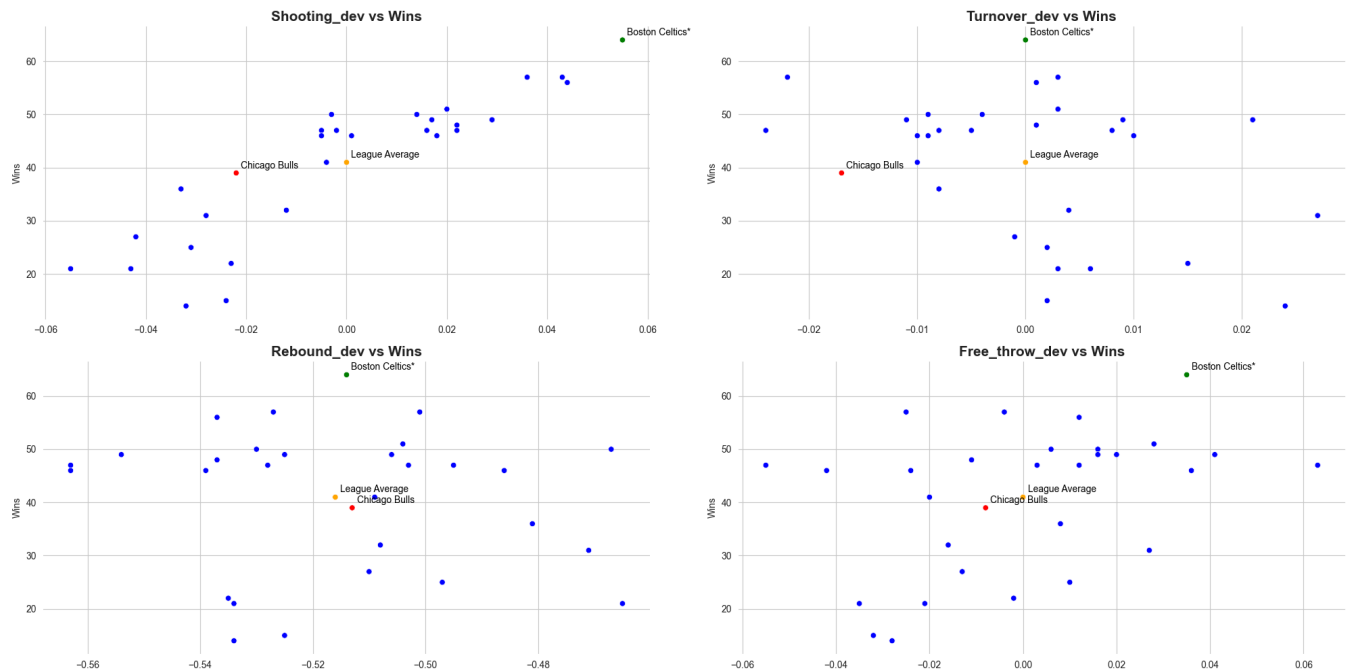 Shooting_dev vs Wins
Boston Celtics*
60
50
League Average
40
Chicago Bulls
30
20
Wins
−0.06
−0.04
−0.02
0.00
0.02
0.04
0.06
Turnover_dev vs Wins
Boston Celtics*
60
50
League Average
40
Chicago Bulls
30
20
Wins
−0.02
−0.01
0.00
0.01
0.02
Rebound_dev vs Wins
Boston Celtics*
60
50
League Average
40
Chicago Bulls
30
20
Wins
−0.56
−0.54
−0.52
−0.50
−0.48
Free_throw_dev vs Wins
Boston Celtics*
60
50
League Average
40
Chicago Bulls
30
20
Wins
−0.06
−0.04
−0.02
0.00
0.02
0.04
0.06